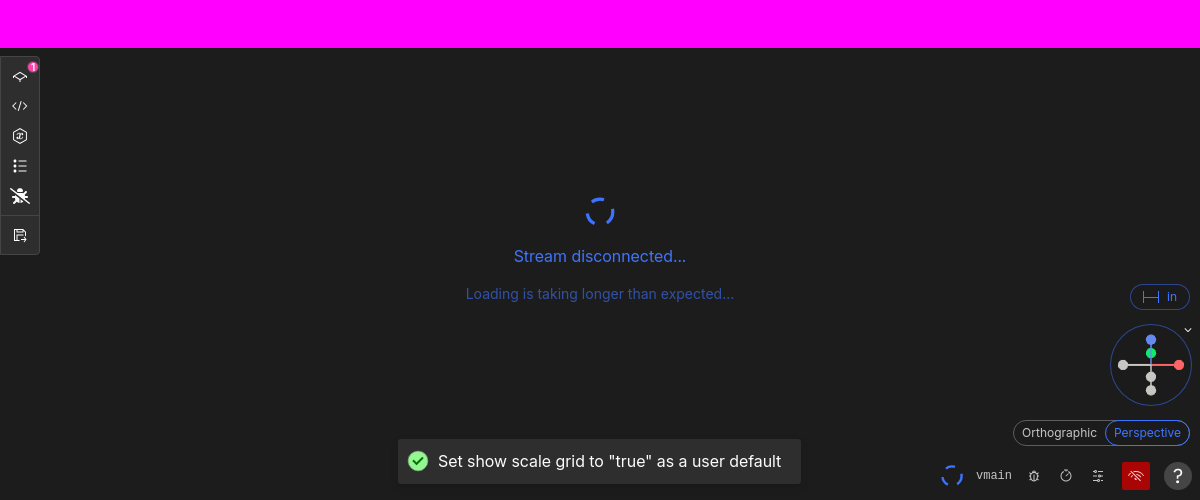 1
Stream disconnected...
Loading is taking longer than expected...
in
Orthographic Perspective
Set show scale grid to "true" as a user default
vmain
?